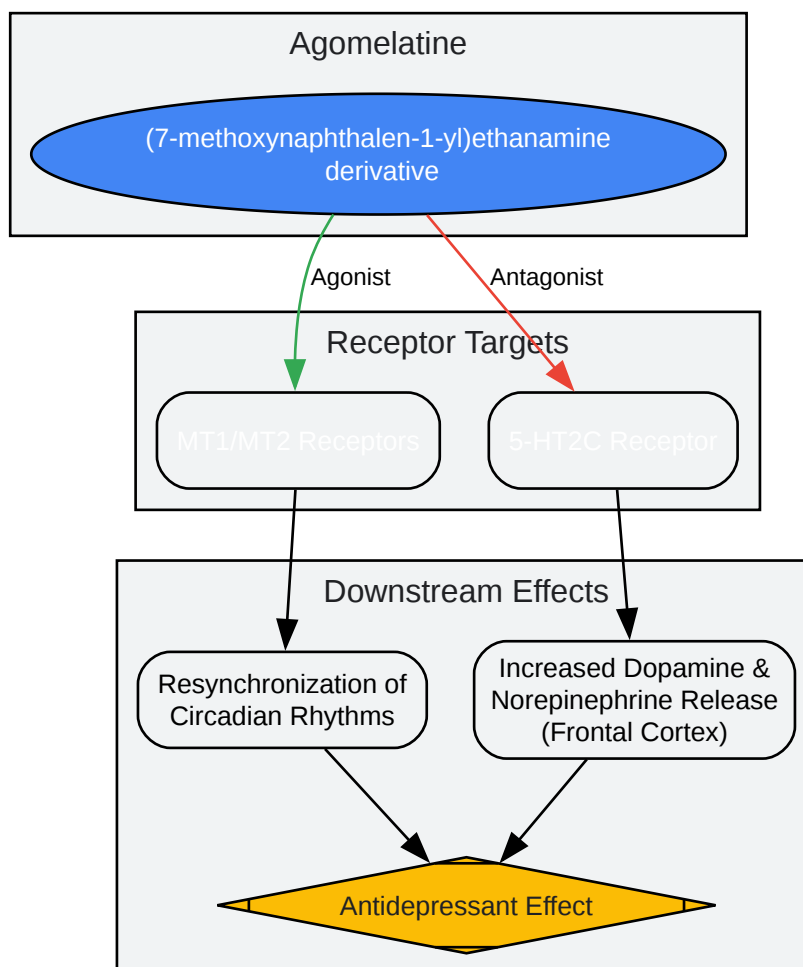 Agomelatine
(7-methoxynaphthalen-1-yl)ethanamine
derivative
Agonist
Antagonist
Receptor Targets
MT1/MT2 Receptors
5-HT2C Receptor
Downstream Effects
Resynchronization of
Circadian Rhythms
Increased Dopamine &
Norepinephrine Release
(Frontal Cortex)
Antidepressant Effect